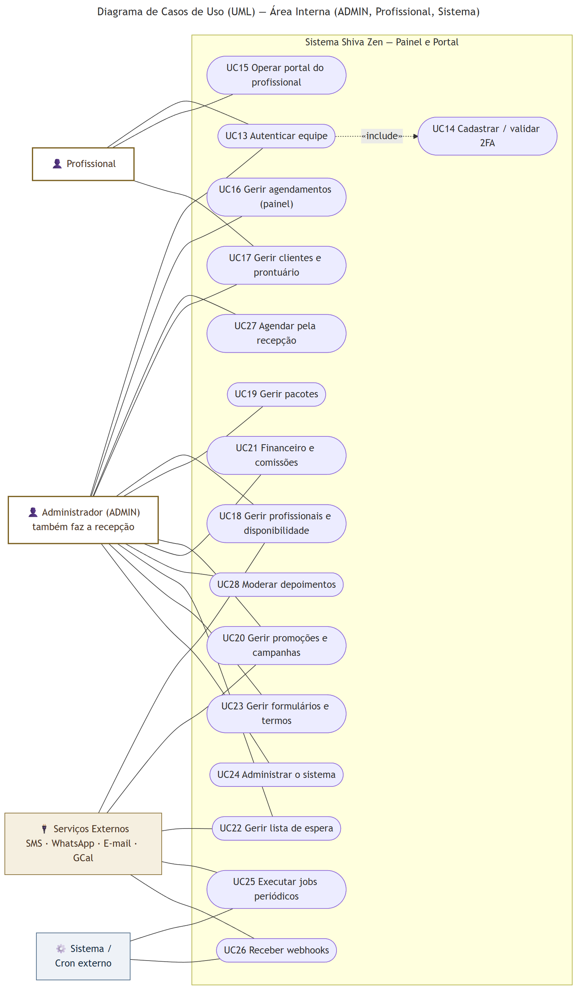 Diagrama de Casos de Uso (UML) — Área Interna (ADMIN, Profissional, Sistema)
Sistema Shiva Zen — Painel e Portal
UC15 Operar portal do
profissional
UC13 Autenticar equipe
«include»
UC14 Cadastrar / validar
2FA
Profissional
UC16 Gerir agendamentos
(painel)
UC17 Gerir clientes e
prontuário
UC27 Agendar pela
recepção
UC19 Gerir pacotes
UC21 Financeiro e
comissões
Administrador (ADMIN)
também faz a recepção
UC18 Gerir profissionais e
disponibilidade
UC28 Moderar depoimentos
UC20 Gerir promoções e
campanhas
UC23 Gerir formulários e
termos
UC24 Administrar o sistema
UC22 Gerir lista de espera
Serviços Externos
SMS · WhatsApp · E-mail ·
GCal
UC25 Executar jobs
periódicos
Sistema /
Cron externo
UC26 Receber webhooks